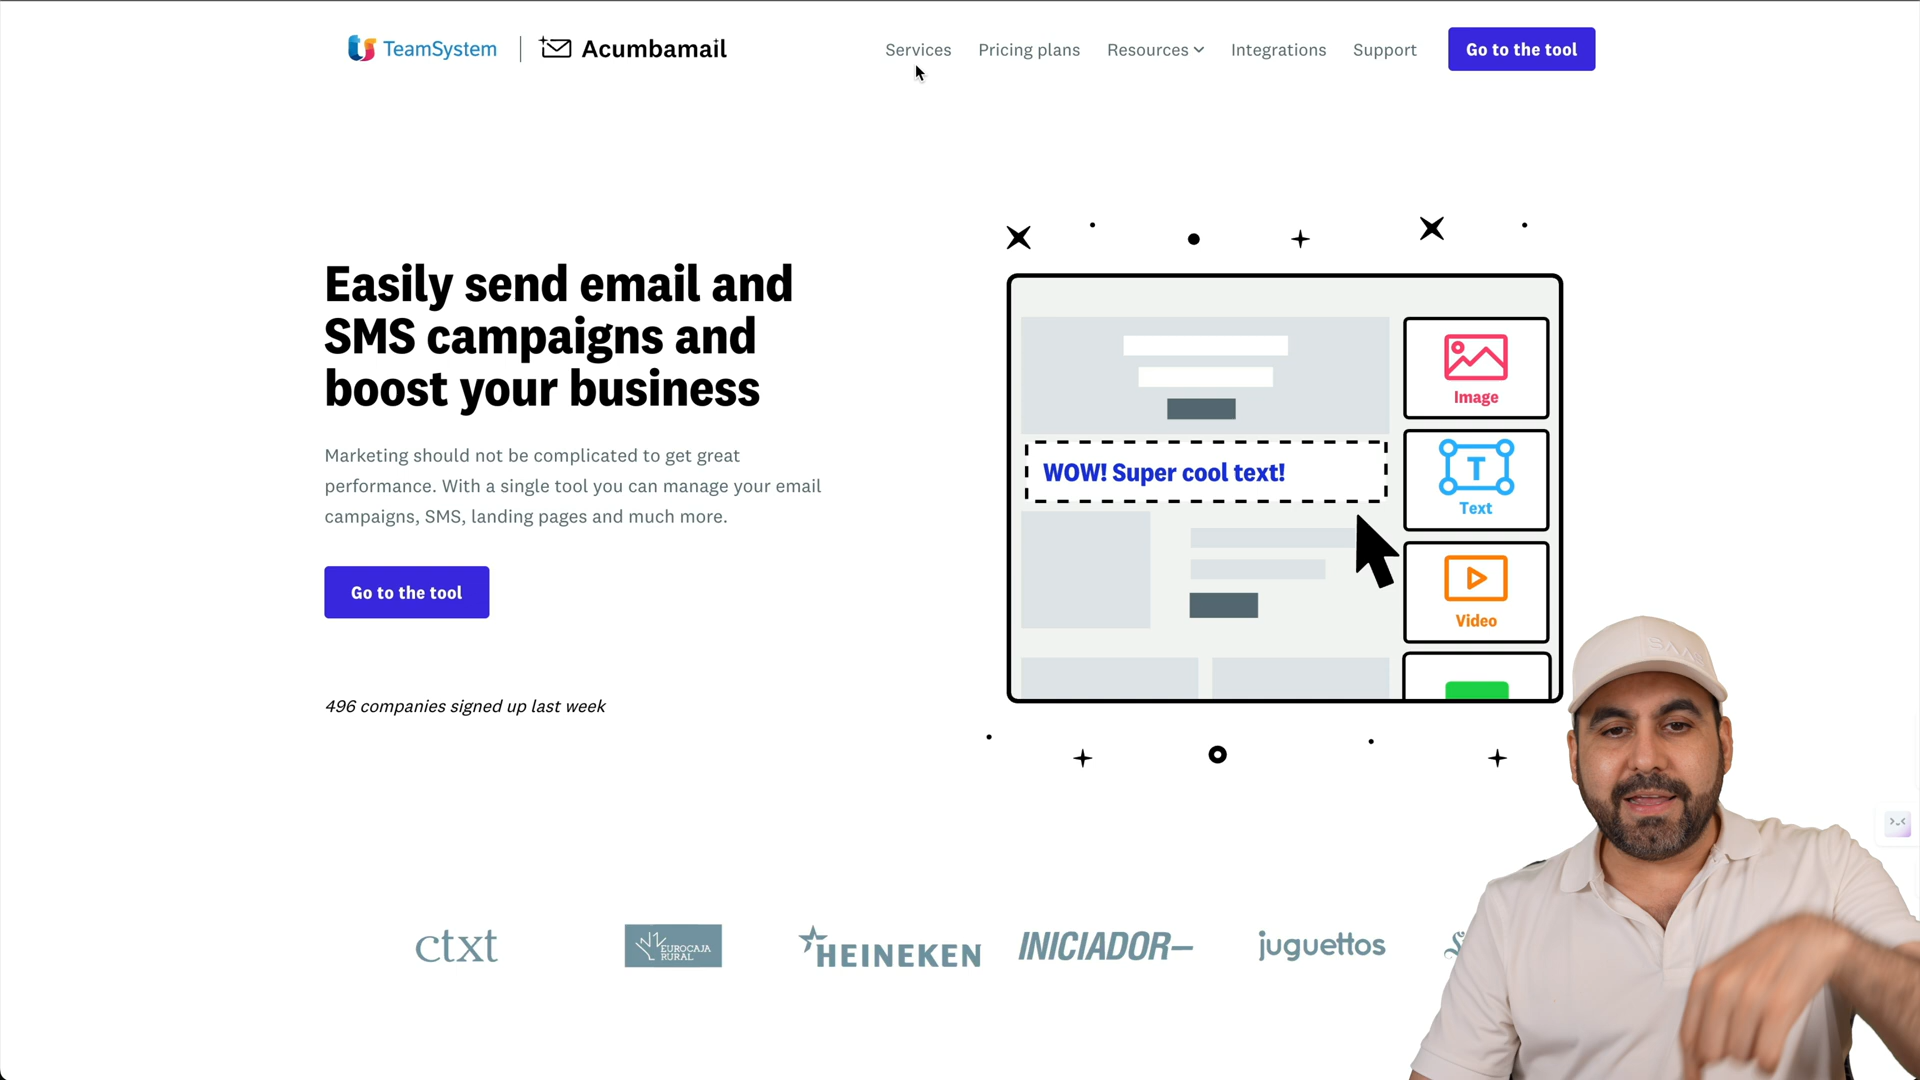 TeamSystem
Acumbamail
Services
Pricing plans
Resources
Integrations
Support
Go to the tool
Easily send email and
SMS campaigns and
boost your business
Marketing should not be complicated to get great
performance. With a single tool you can manage your email
campaigns, SMS, landing pages and much more.
Go to the tool
496 companies signed up last week
WOW! Super cool text!
Image
T
Text
Video
ctxt
EUROCAJA
RURAL
HEINEKEN
INICIADOR
juguettos